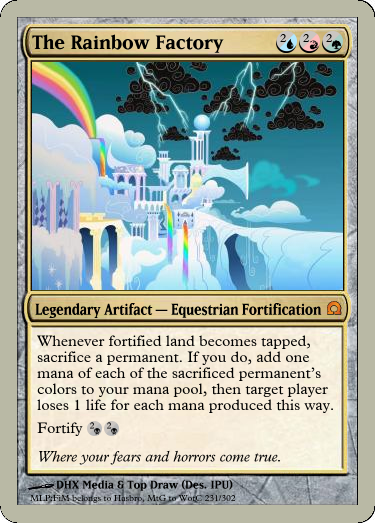 The Rainbow Factory
Legendary Artifact — Equestrian Fortification
Whenever fortified land becomes tapped,
sacrifice a permanent. If you do, add one
mana of each of the sacrificed permanent's
colors to your mana pool, then target player
loses 1 life for each mana produced this way.
Fortify
Where your fears and horrors come true.
DHX Media & Top Draw (Des. IPU)
MLP:FiM belongs to Hasbro, MtG to WotC 231/302